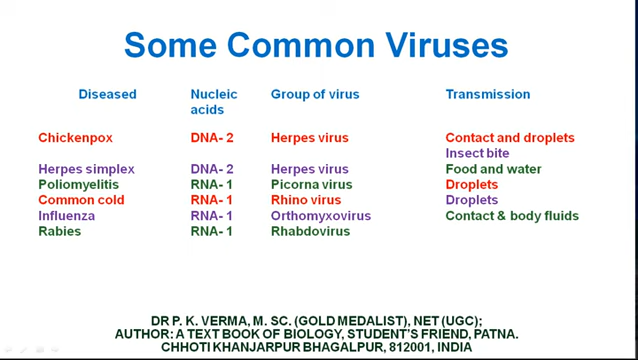 Some Common Viruses
Diseased Nucleic acids Group of virus Transmission
Chickenpox DNA- 2 Herpes virus Contact and droplets
Insect bite
Herpes simplex DNA- 2 Herpes virus Food and water
Poliomyelitis RNA- 1 Picorna virus Droplets
Common cold RNA- 1 Rhino virus Droplets
Influenza RNA- 1 Orthomyxovirus Contact & body fluids
Rabies RNA- 1 Rhabdovirus
DR P. K. VERMA, M. SC. (GOLD MEDALIST), NET (UGC);
AUTHOR: A TEXT BOOK OF BIOLOGY, STUDENT'S FRIEND, PATNA.
CHHOTI KHANJARPUR BHAGALPUR, 812001, INDIA